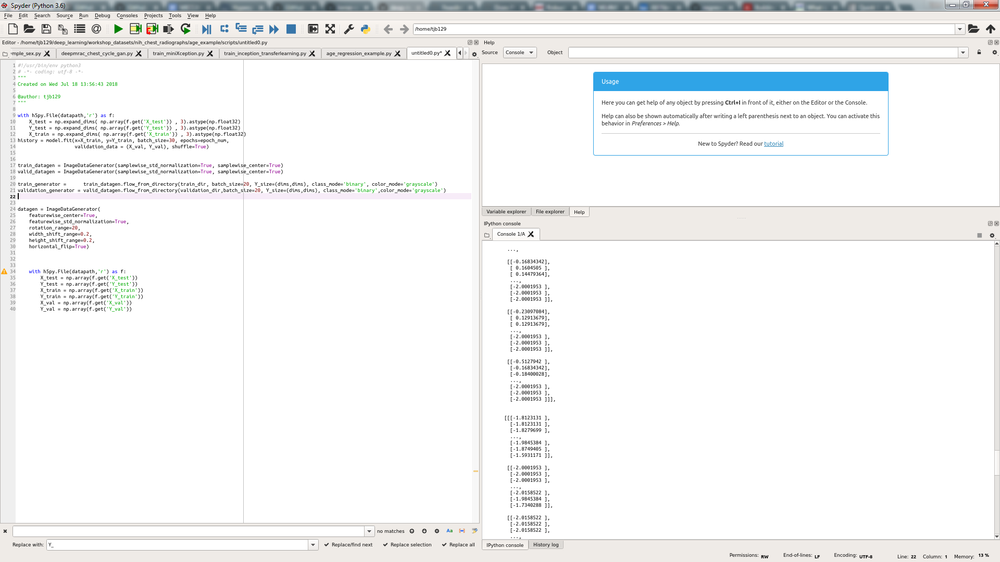 Spyder (Python 3.6)
File Edit Search Source Run Debug Consoles Projects Tools View Help
/home/tjb129
Editor - /home/tjb129/deep_learning/workshop_datasets/nih_chest_radiographs/age_example/scripts/untitled0.py
deepmrac_chest_cycle_gan.py train_miniXception.py train_inception_transferlearning.py age_regression_example.py untitled0.py*
1 #!/usr/bin/env python3
2 # -*- coding: utf-8 -*-
3 """
4 Created on Wed Jul 18 13:56:43 2018
5
6 @author: tjb129
7 """
8
9 with h5py.File(datapath,'r') as f:
10     X_test = np.expand_dims( np.array(f.get('X_test')) , 3).astype(np.float32)
11     Y_test = np.expand_dims( np.array(f.get('Y_test')) , 3).astype(np.float32)
12     X_train = np.expand_dims( np.array(f.get('X_train')) , 3).astype(np.float32)
13 history = model.fit(x=X_train, y=Y_train, batch_size=30, epochs=epoch_num,
14                     validation_data = (X_val, Y_val), shuffle=True)
15
16
17 train_datagen = ImageDataGenerator(samplewise_std_normalization=True, samplewise_center=True)
18 valid_datagen = ImageDataGenerator(samplewise_std_normalization=True, samplewise_center=True)
19
20 train_generator =      train_datagen.flow_from_directory(train_dir, batch_size=20, Y_size=(dims,dims), class_mode='binary', color_mode='grayscale')
21 validation_generator = valid_datagen.flow_from_directory(validation_dir,batch_size=20, Y_size=(dims,dims), class_mode='binary',color_mode='grayscale')
22
23
24 datagen = ImageDataGenerator(
25     featurewise_center=True,
26     featurewise_std_normalization=True,
27     rotation_range=20,
28     width_shift_range=0.2,
29     height_shift_range=0.2,
30     horizontal_flip=True)
31
32
33
34     with h5py.File(datapath,'r') as f:
35         X_test = np.array(f.get('X_test'))
36         Y_test = np.array(f.get('Y_test'))
37         X_train = np.array(f.get('X_train'))
38         Y_train = np.array(f.get('Y_train'))
39         X_val = np.array(f.get('X_val'))
40         Y_val = np.array(f.get('Y_val'))
no matches Aa
Replace with: Y_ Replace/find next Replace selection Replace all
Help
Source Console Object
Usage
Here you can get help of any object by pressing Ctrl+I in front of it, either on the Editor or the Console.
Help can also be shown automatically after writing a left parenthesis next to an object. You can activate this
behavior in Preferences > Help.
New to Spyder? Read our tutorial
Variable explorer File explorer Help
IPython console
Console 1/A
...,
[[-0.16834342],
[ 0.1604505 ],
[ 0.14479364],
...,
[-2.0001953 ],
[-2.0001953 ],
[-2.0001953 ]],
[[-0.23097084],
[ 0.12913679],
[ 0.12913679],
...,
[-2.0001953 ],
[-2.0001953 ],
[-2.0001953 ]],
[[-0.5127942 ],
[-0.16834342],
[-0.18400028],
...,
[-2.0001953 ],
[-2.0001953 ],
[-2.0001953 ]]],
[[[-1.8123131 ],
[-1.8123131 ],
[-1.8279699 ],
...,
[-1.9845384 ],
[-1.8749405 ],
[-1.5931171 ]],
[[-2.0001953 ],
[-2.0001953 ],
[-2.0001953 ],
...,
[-2.0158522 ],
[-1.9845384 ],
[-1.7340288 ]],
[[-2.0158522 ],
[-2.0158522 ],
[-2.0158522 ],
...,
IPython console History log
Permissions: RW End-of-lines: LF Encoding: UTF-8 Line: 22 Column: 1 Memory: 13 %